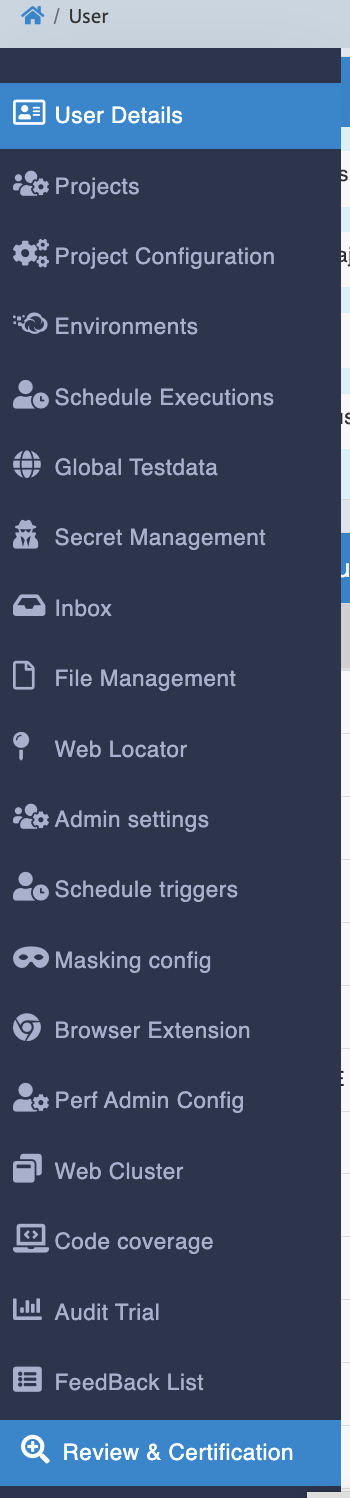 / User
User Details
Projects
Project Configuration
Environments
Schedule Executions
Global Testdata
Secret Management
Inbox
File Management
Web Locator
Admin settings
Schedule triggers
Masking config
Browser Extension
Perf Admin Config
Web Cluster
Code coverage
Audit Trial
FeedBack List
Review & Certification